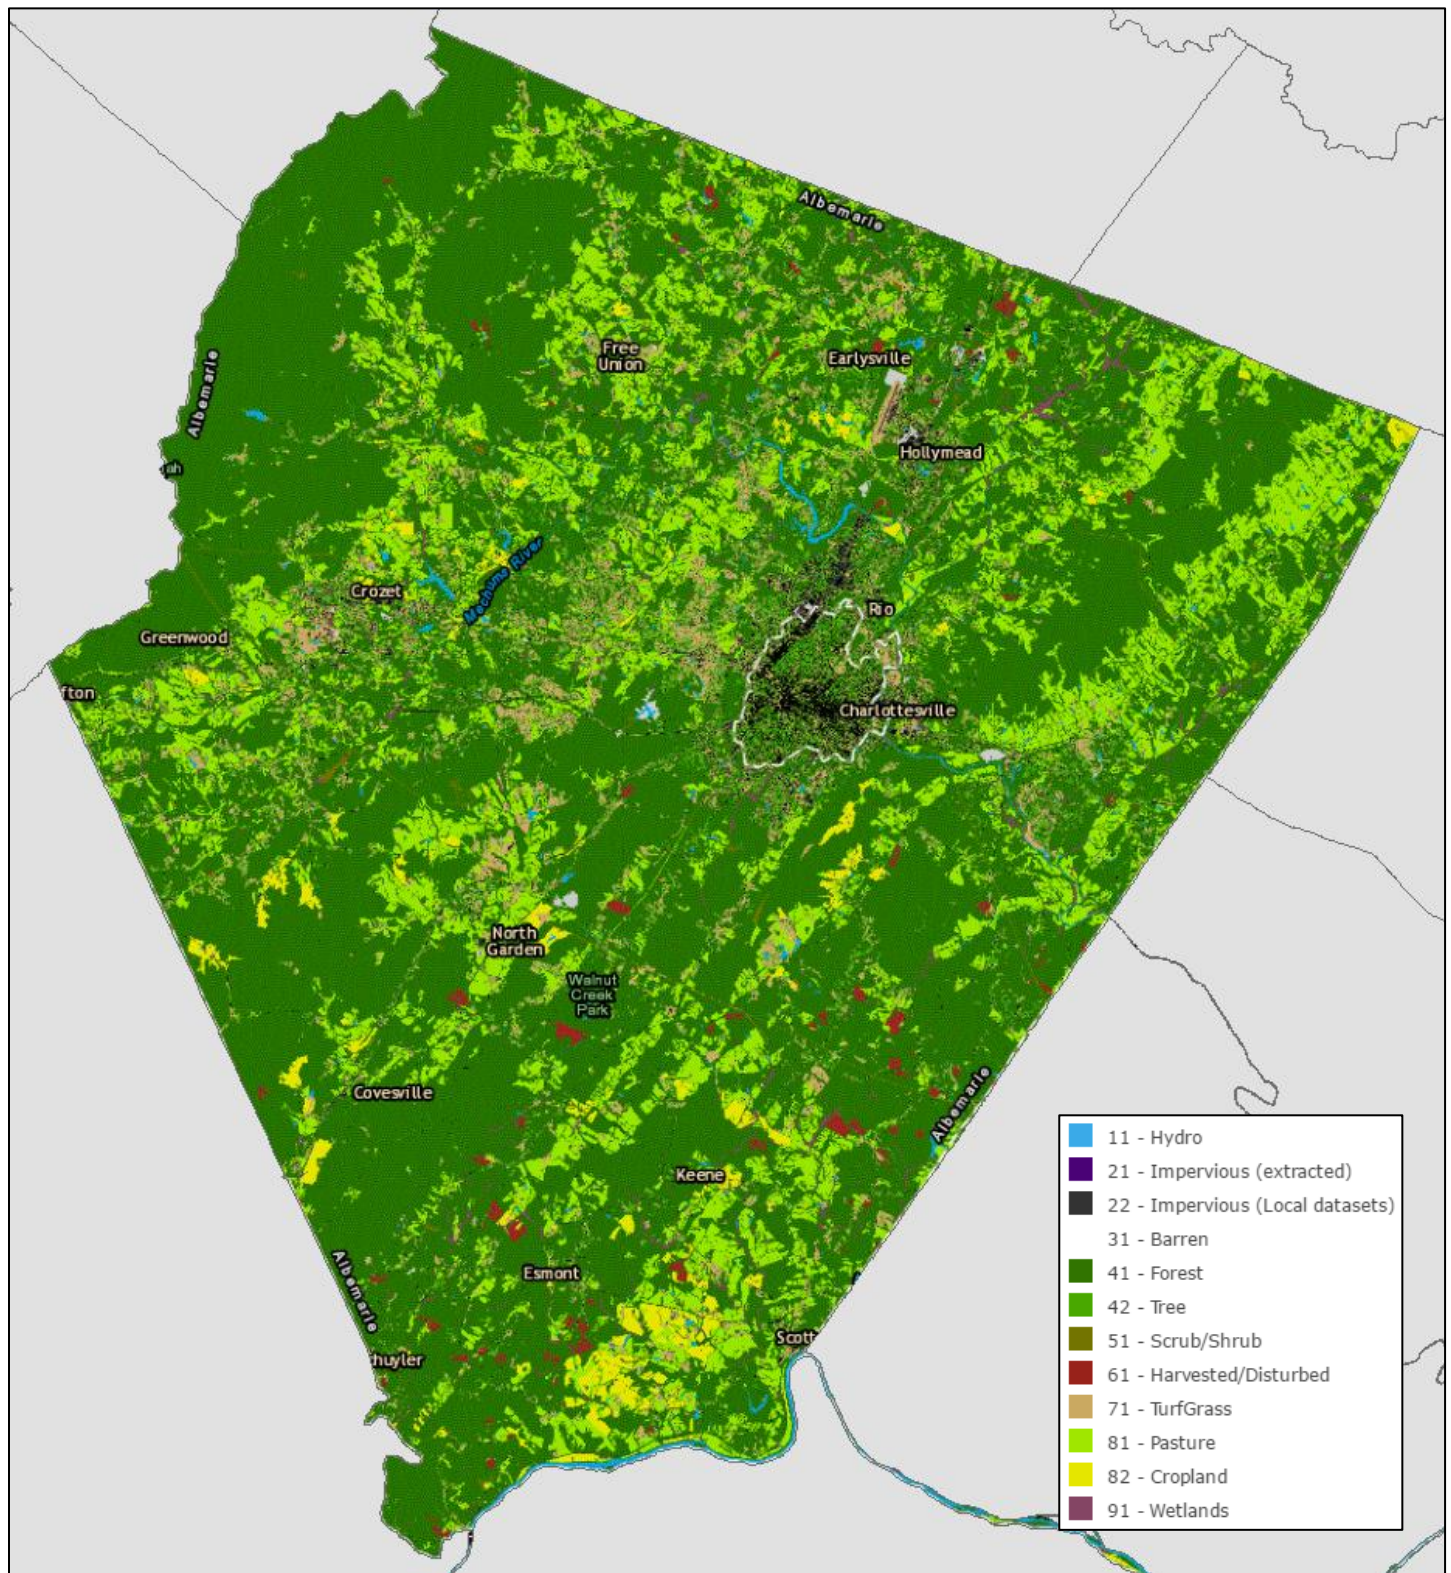 Albemarle
Free
Union
Earlysville
Albemarle
Hollymead
ah
Mechums River
Crozet
Rio
Greenwood
fton
Charlottesville
North
Garden
Walnut
Creek
Park
Covesville
Albemarle
Keene
Albemarle
Esmont
Scott
huyler
11 - Hydro
21 - Impervious (extracted)
22 - Impervious (Local datasets)
31 - Barren
41 - Forest
42 - Tree
51 - Scrub/Shrub
61 - Harvested/Disturbed
71 - TurfGrass
81 - Pasture
82 - Cropland
91 - Wetlands